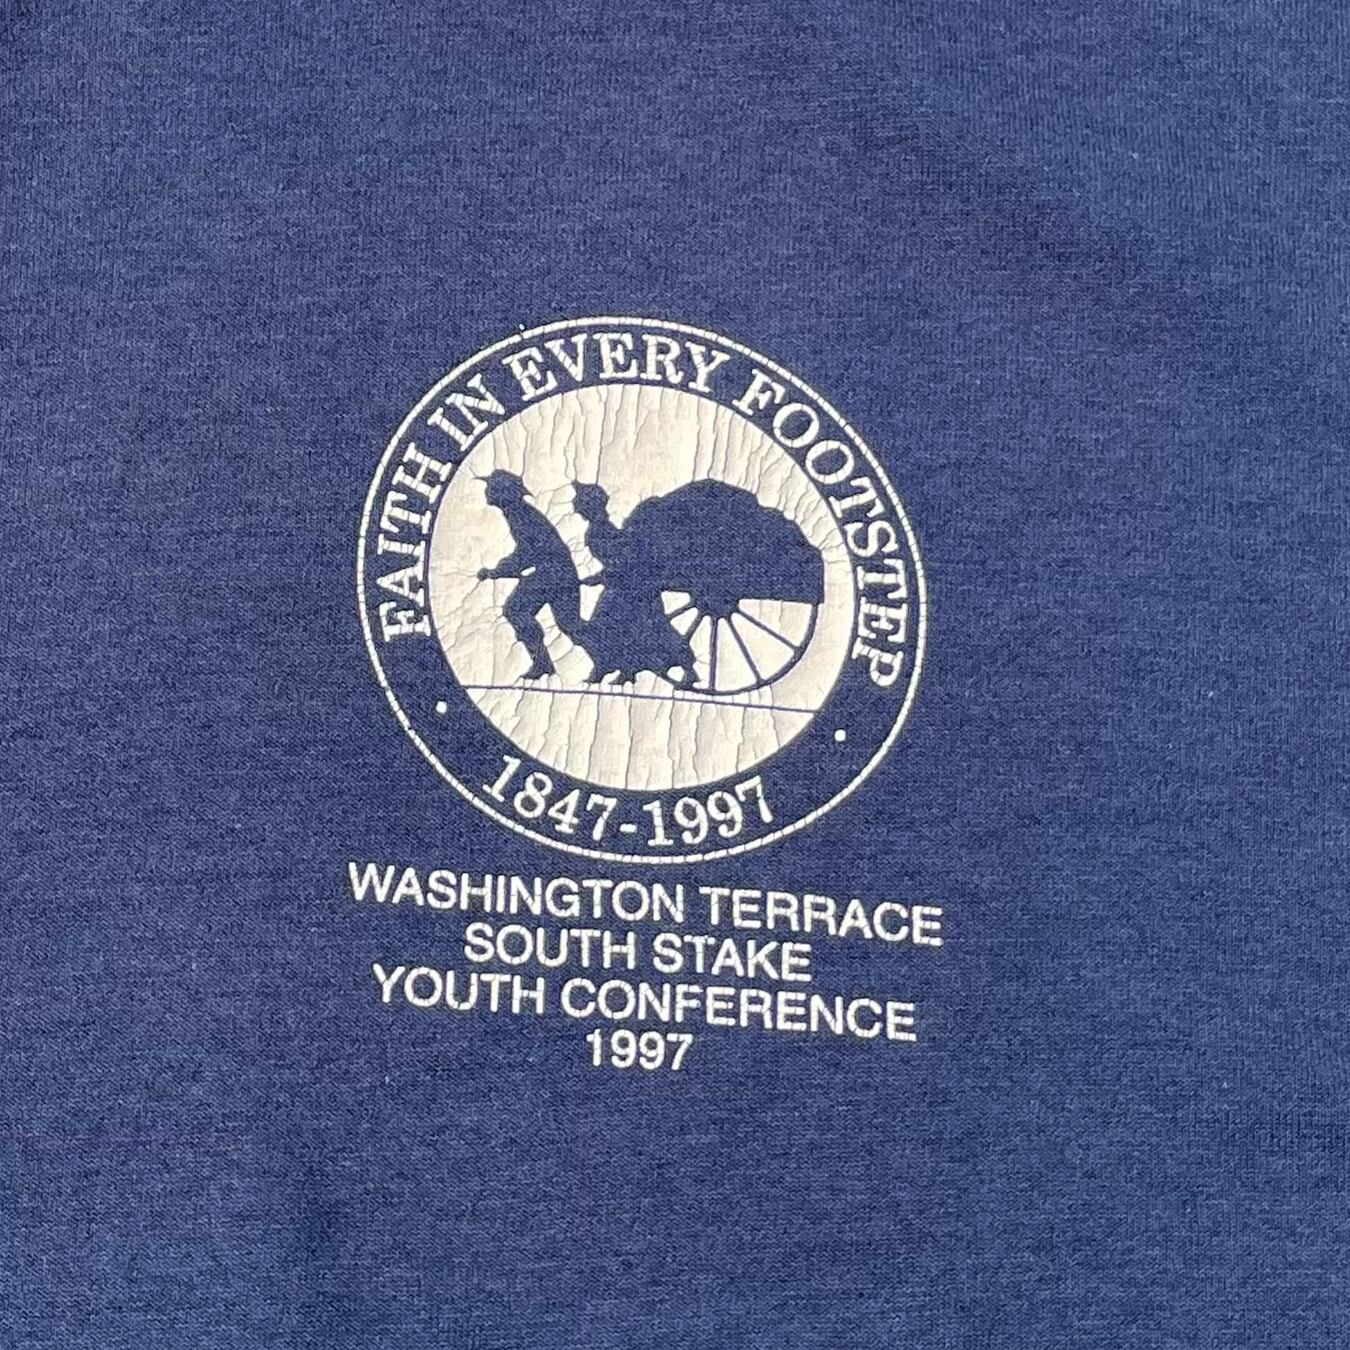 FAITH IN EVERY FOOTSTEP
1847-1997
WASHINGTON TERRACE
SOUTH STAKE
YOUTH CONFERENCE
1997